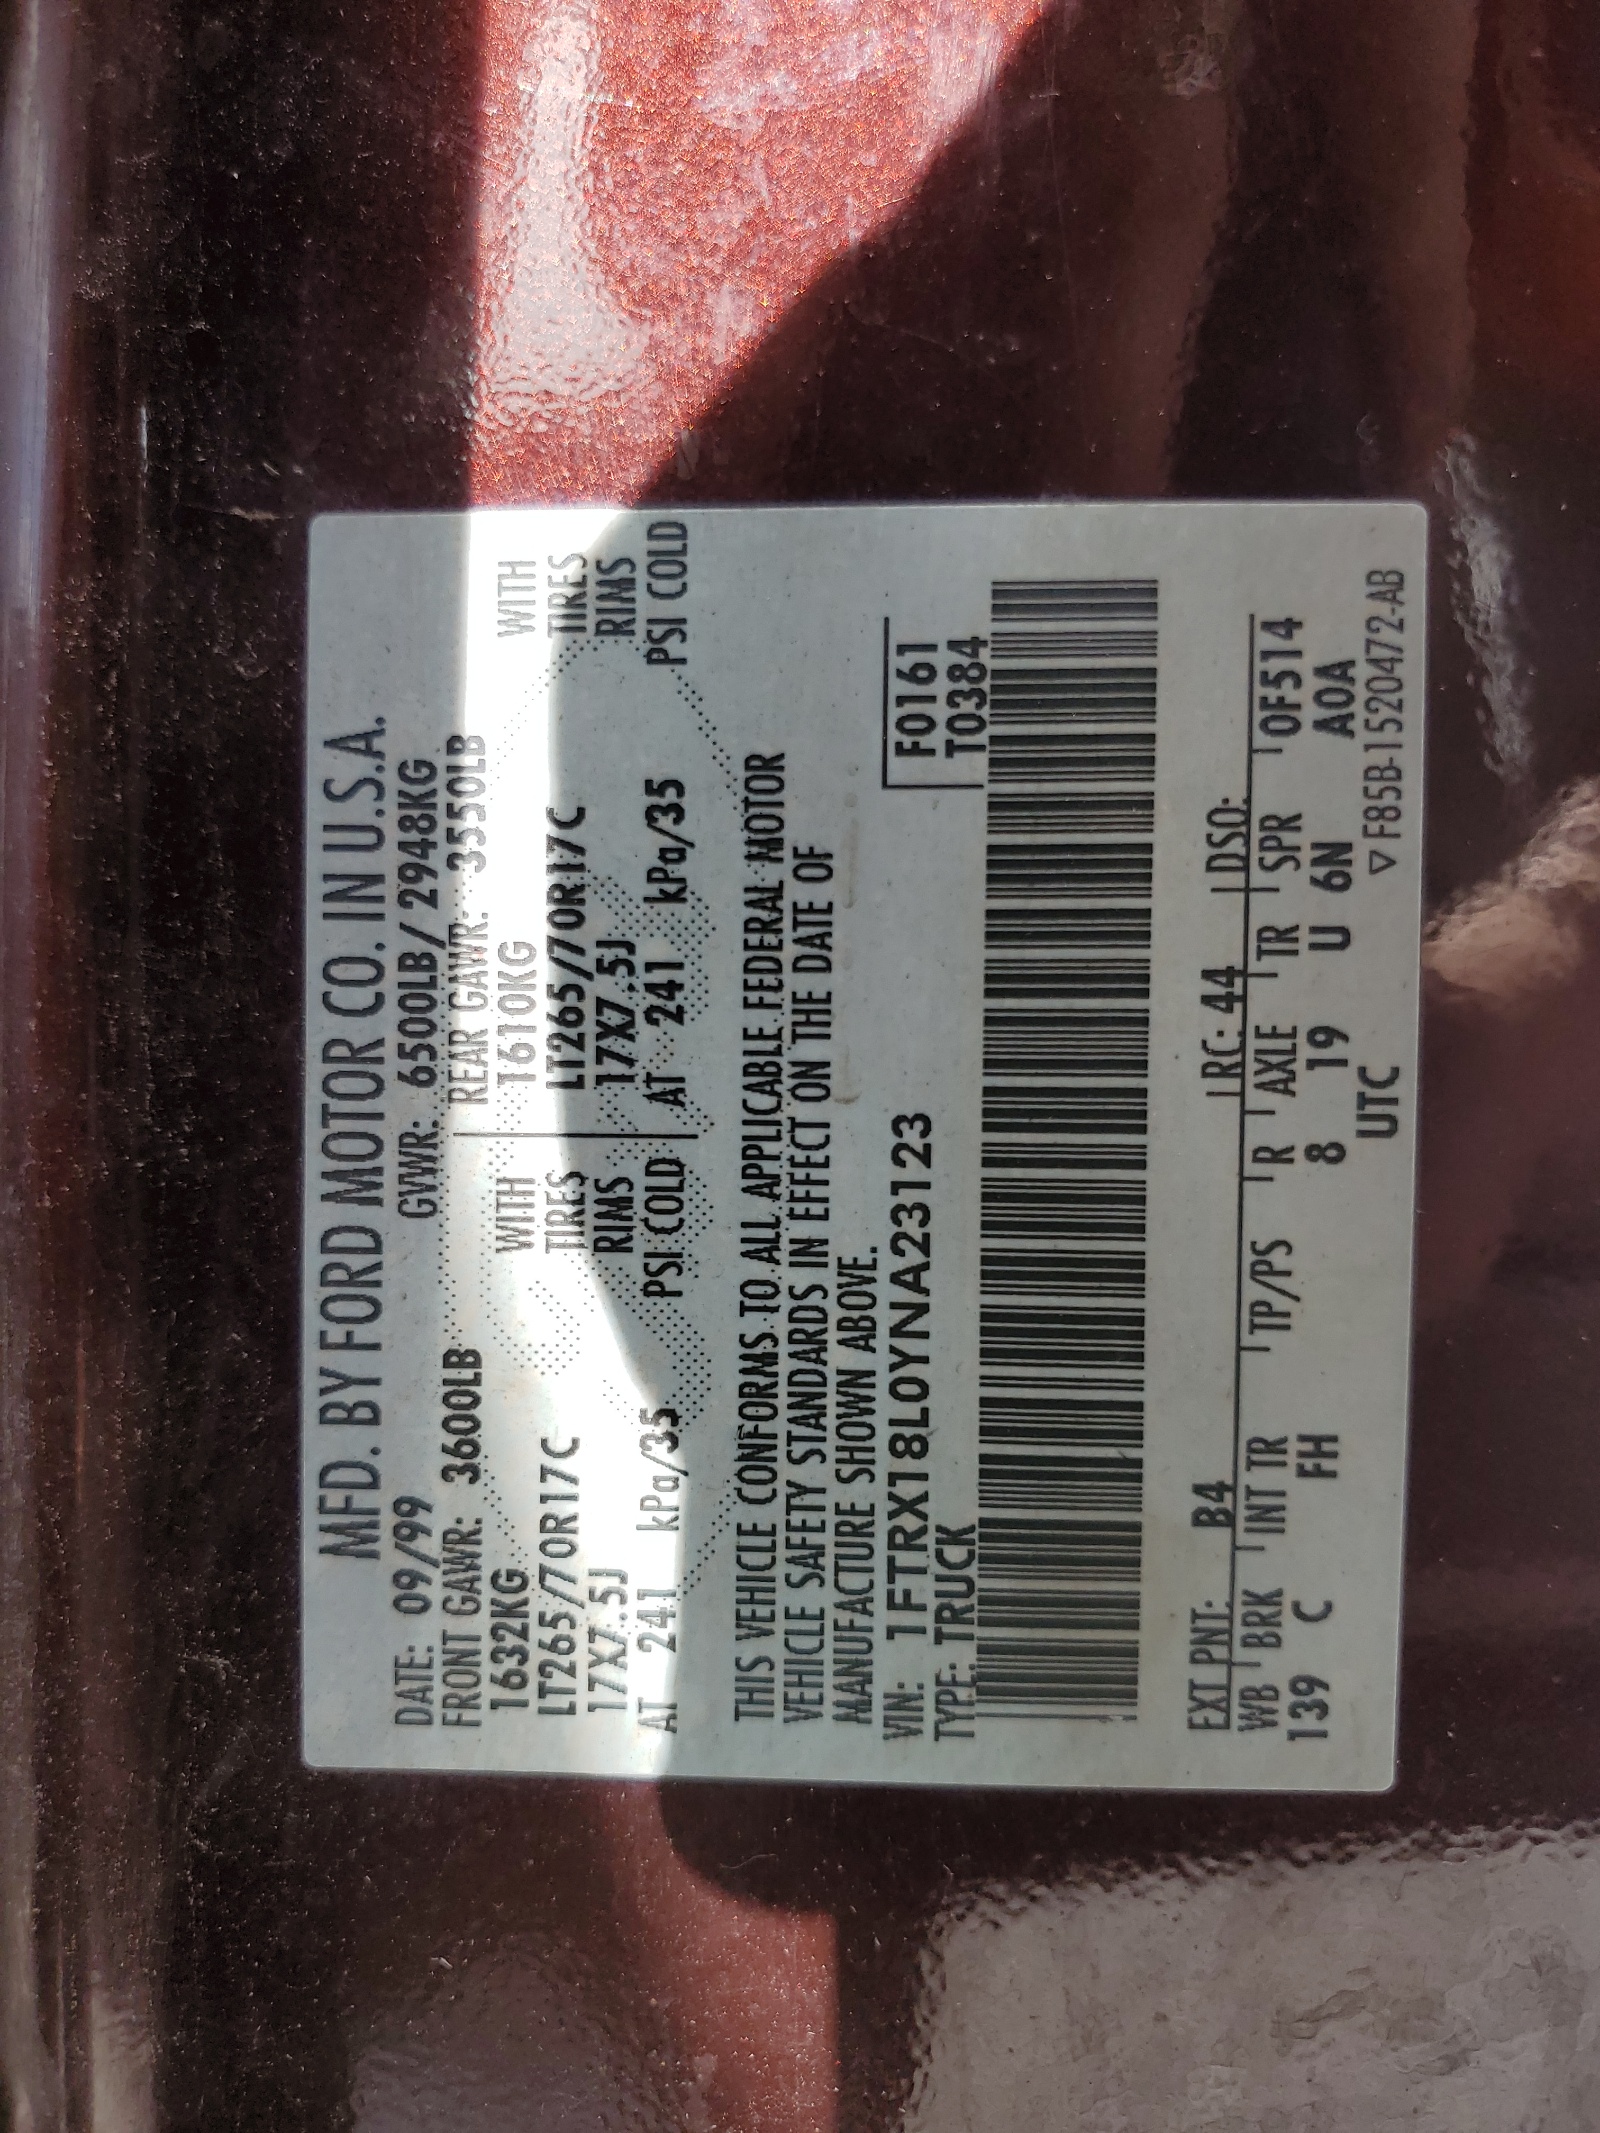 MFD. BY FORD MOTOR CO. IN U.S.A.
DATE: 09/99 GVWR: 6500LB/ 2948KG
FRONT GAWR: 3600LB REAR GAWR: 3550LB
1632KG WITH 1610KG WITH
LT265/70R17C TIRES LT265/70R17C TIRES
17X7.5J RIMS 17X7.5J RIMS
AT 241 kPa/35 PSI COLD AT 241 kPa/35 PSI COLD
THIS VEHICLE CONFORMS TO ALL APPLICABLE FEDERAL MOTOR
VEHICLE SAFETY STANDARDS IN EFFECT ON THE DATE OF
MANUFACTURE SHOWN ABOVE.
VIN: 1FTRX18L0YNA23123 F0161
TYPE: TRUCK T0384
EXT PNT: B4 RC: 44 DSO:
WB BRK INT TR TP/PS R AXLE TR SPR 0F514
139 C FH 8 19 U 6N A0A
UTC
▽ F85B-1520472-AB